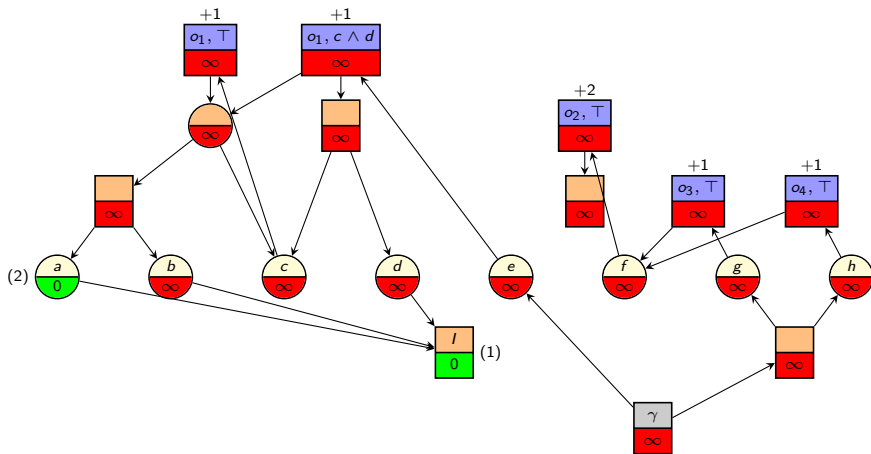 +1 +1
o₁, ⊤ o₁, c ∧ d
∞ ∞
+2
o₂, ⊤
∞ ∞ ∞
+1 +1
o₃, ⊤ o₄, ⊤
∞ ∞ ∞ ∞
a b c d e f g h
(2) 0 ∞ ∞ ∞ ∞ ∞ ∞ ∞
I
(1)
0 ∞
γ
∞